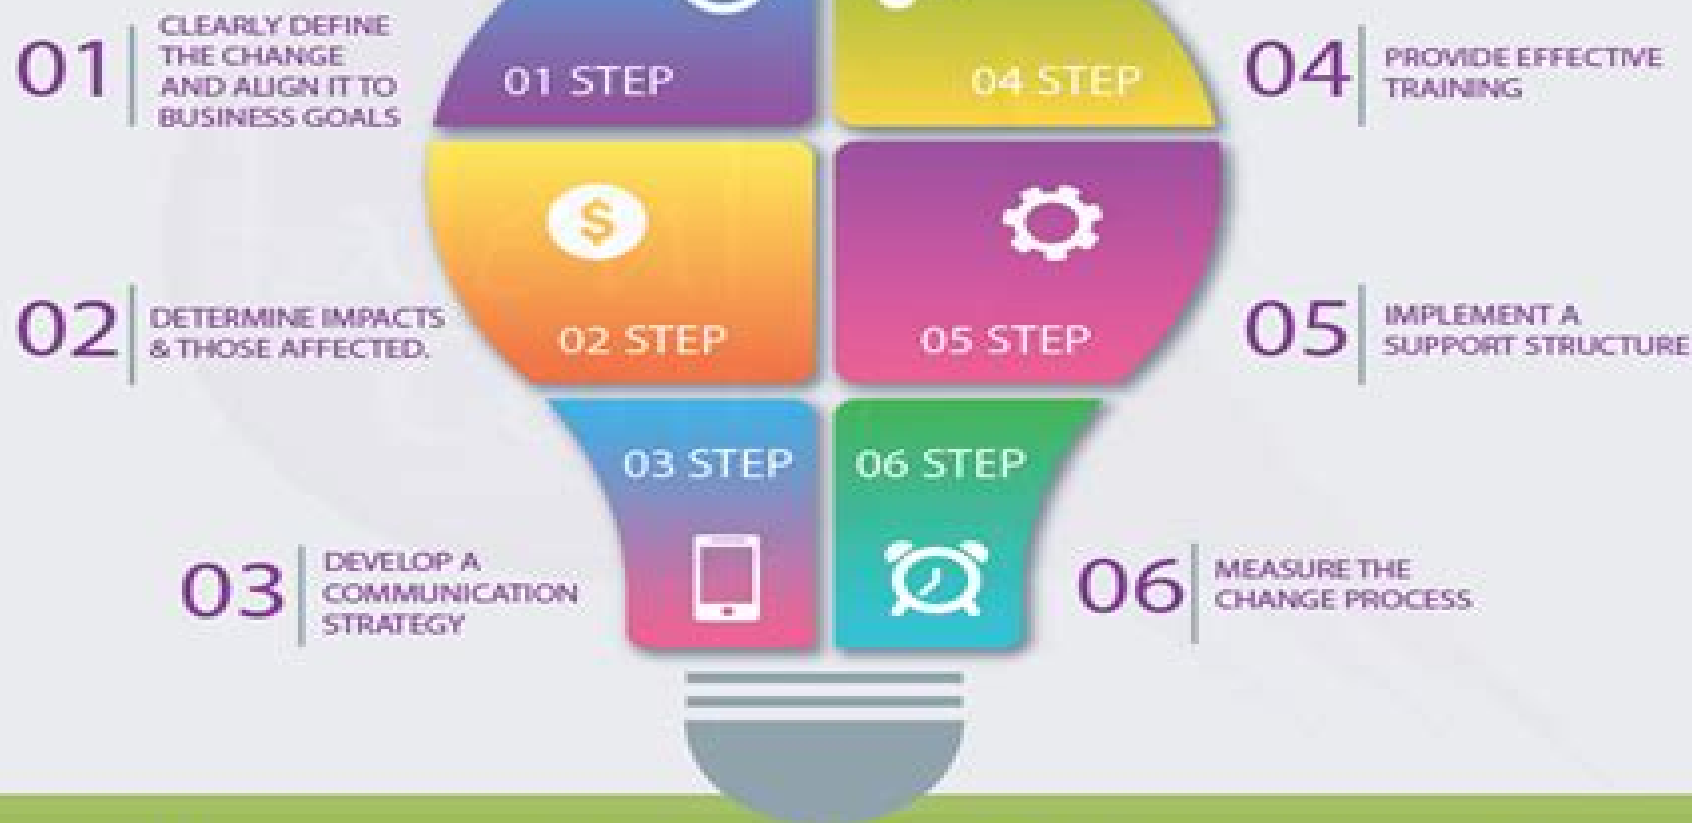 01
CLEARLY DEFINE
THE CHANGE
AND ALIGN IT TO
BUSINESS GOALS
01 STEP
04 STEP
04
PROVIDE EFFECTIVE
TRAINING
$
02
DETERMINE IMPACTS
& THOSE AFFECTED.
02 STEP
05 STEP
05
IMPLEMENT A
SUPPORT STRUCTURE
03 STEP
06 STEP
03
DEVELOP A
COMMUNICATION
STRATEGY
06
MEASURE THE
CHANGE PROCESS